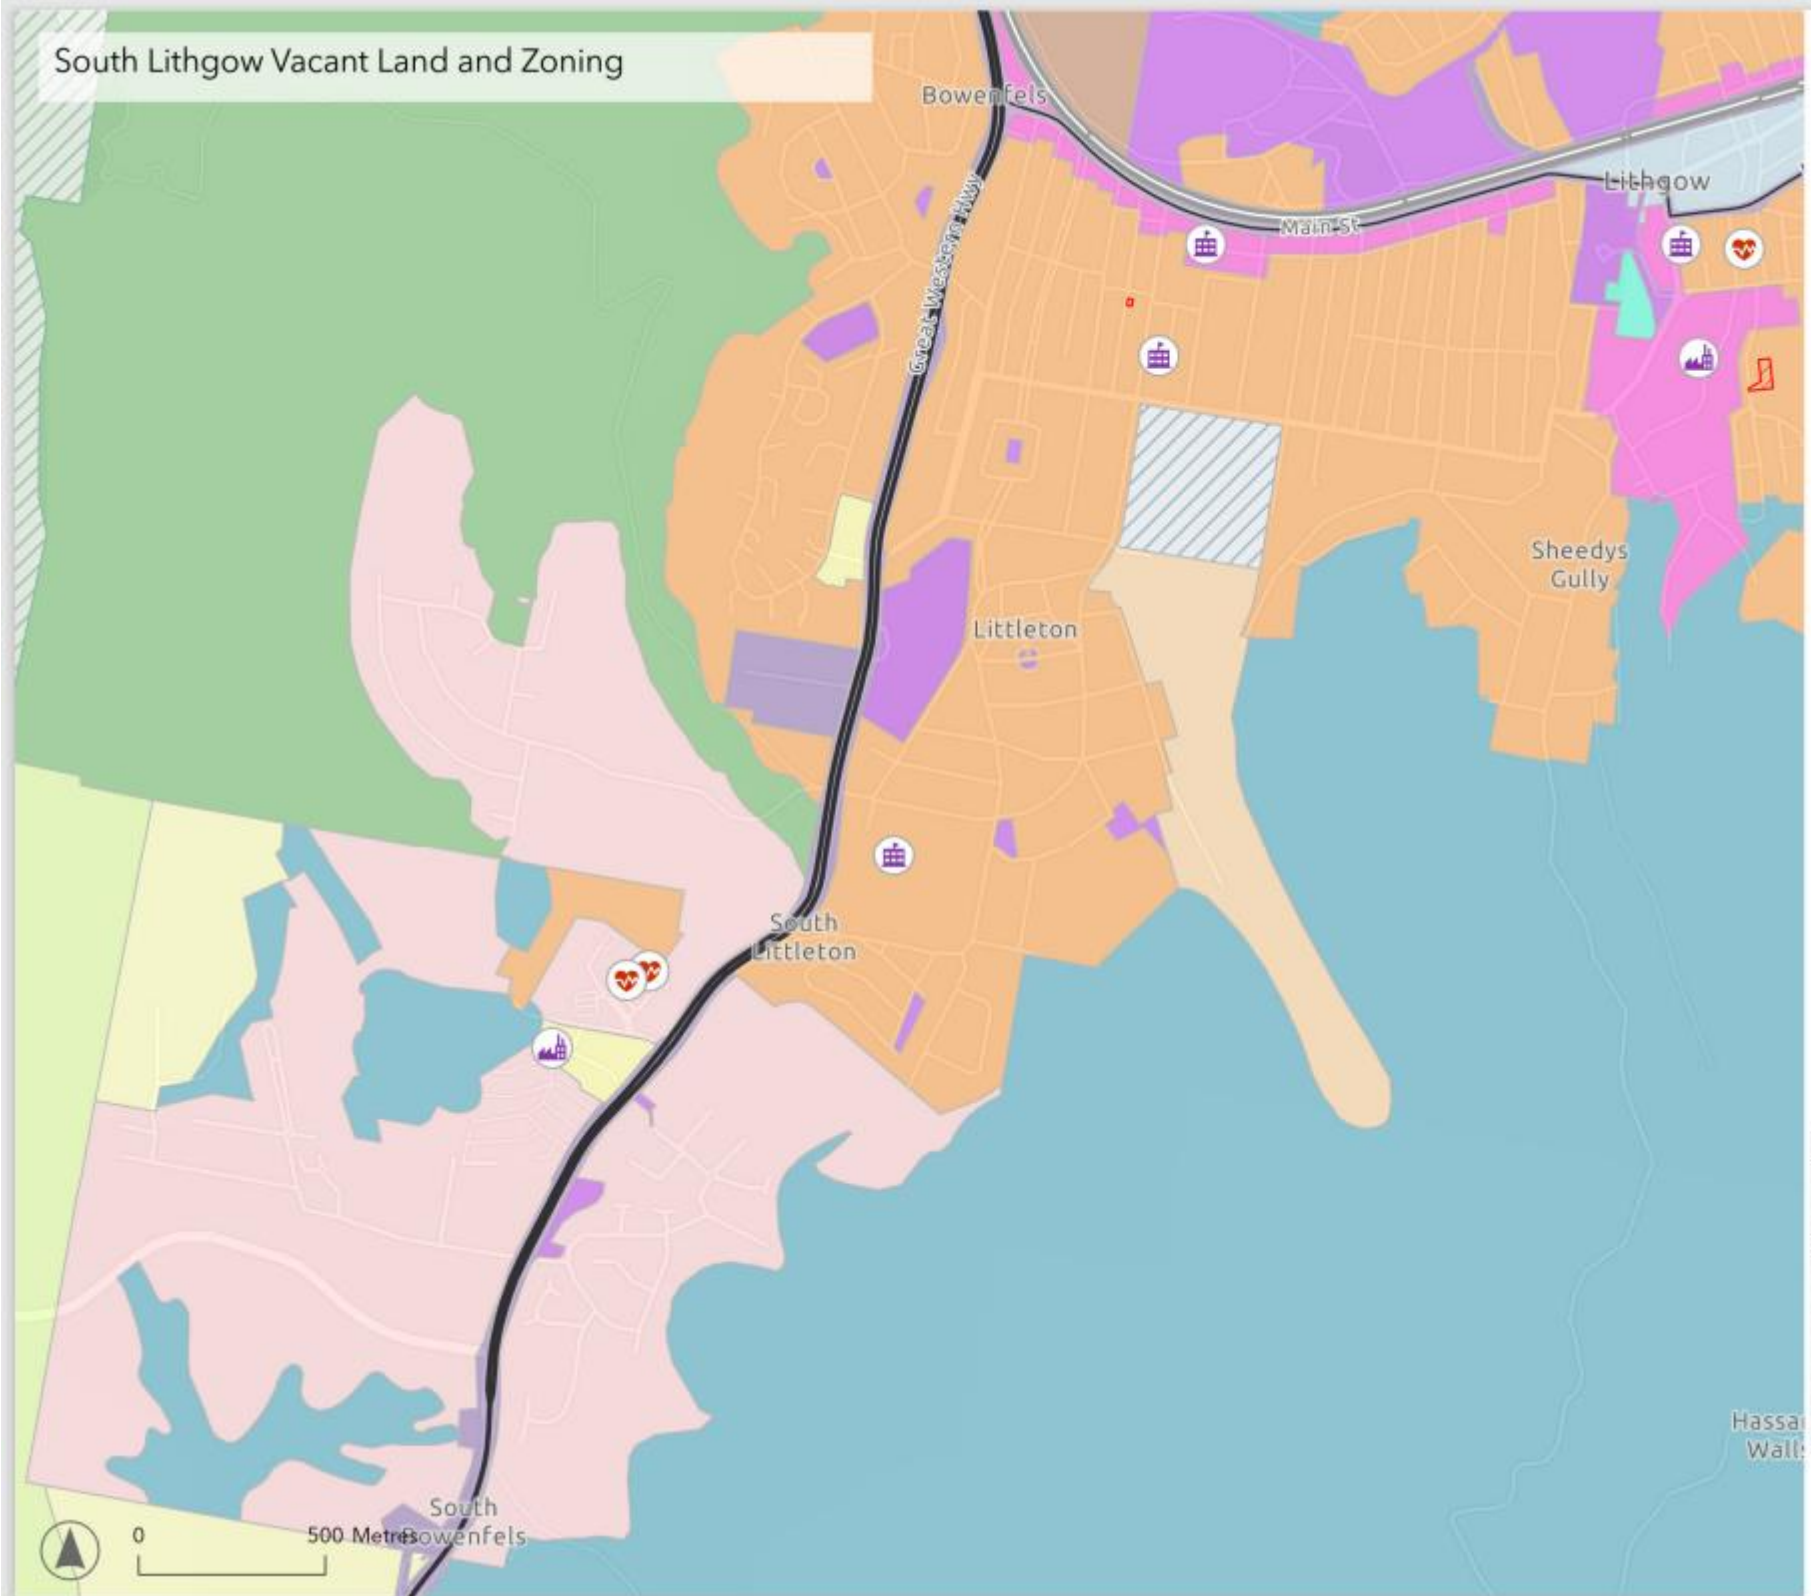 South Lithgow Vacant Land and Zoning
Bowenfels
Lithgow
Great Western Hwy
Main St
Sheedys
Gully
Littleton
South
Littleton
Hassa
Walls
South
Bowenfels
0
500 Metres